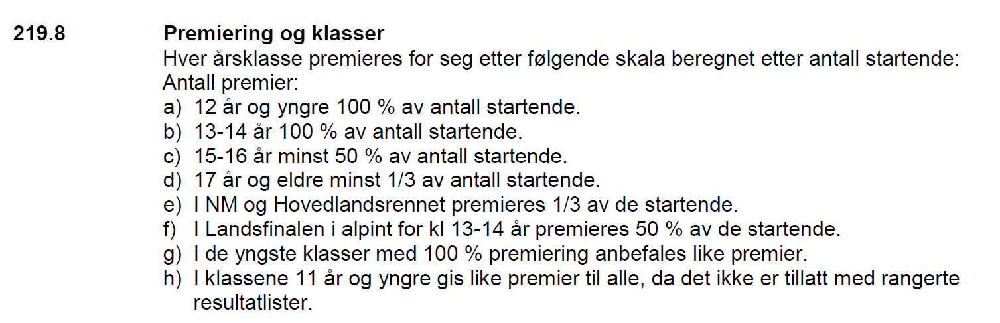 219.8 Premiering og klasser
Hver årsklasse premieres for seg etter følgende skala beregnet etter antall startende:
Antall premier:
a) 12 år og yngre 100 % av antall startende.
b) 13-14 år 100 % av antall startende.
c) 15-16 år minst 50 % av antall startende.
d) 17 år og eldre minst 1/3 av antall startende.
e) I NM og Hovedlandsrennet premieres 1/3 av de startende.
f) I Landsfinalen i alpint for kl 13-14 år premieres 50 % av de startende.
g) I de yngste klasser med 100 % premiering anbefales like premier.
h) I klassene 11 år og yngre gis like premier til alle, da det ikke er tillatt med rangerte
resultatlister.